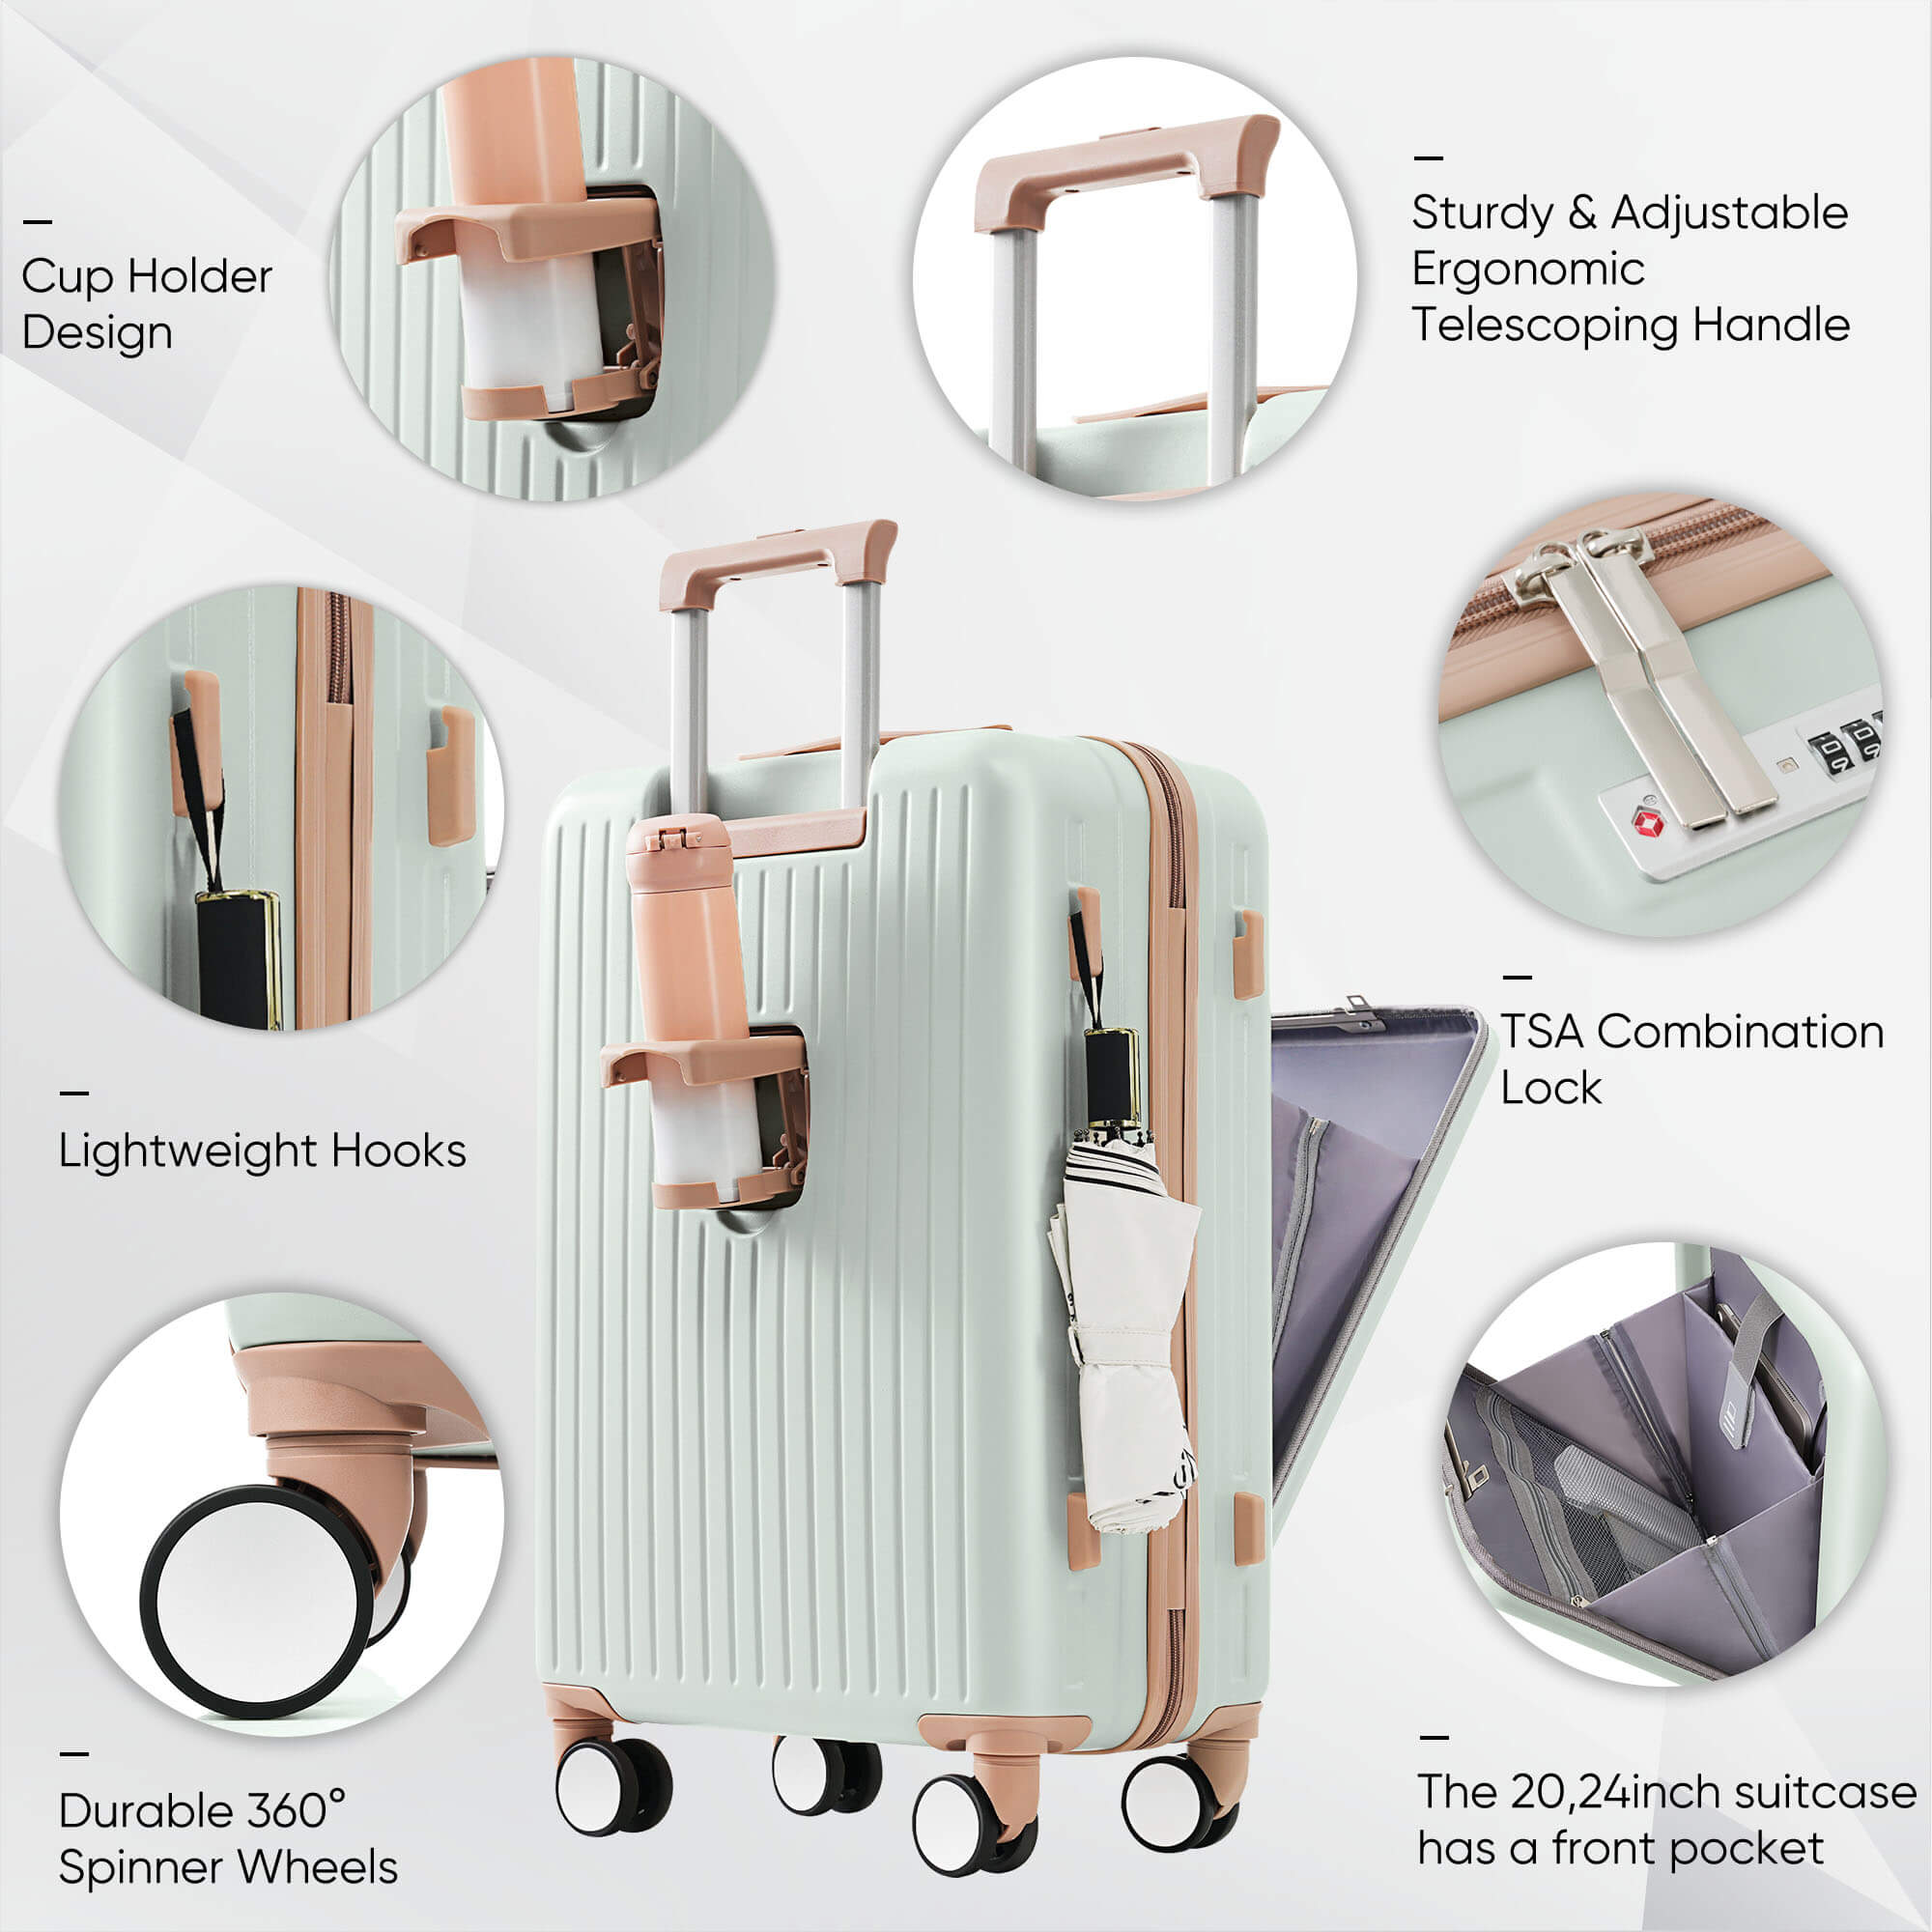 Cup Holder
Design
Sturdy & Adjustable
Ergonomic
Telescoping Handle
Lightweight Hooks
TSA Combination
Lock
Durable 360°
Spinner Wheels
The 20,24inch suitcase
has a front pocket